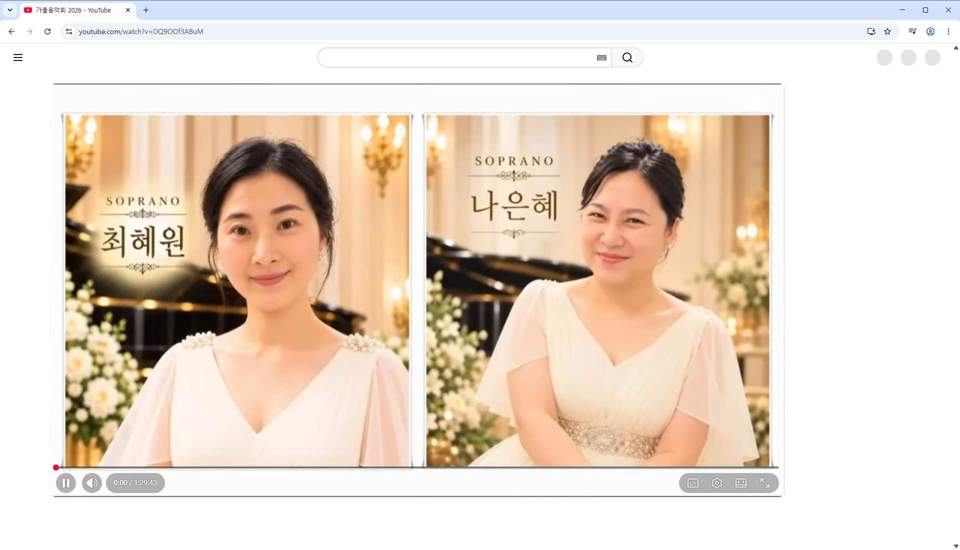 가을음악회 2026 - YouTube
youtube.com/watch?v=DQ9OOf3ABuM
SOPRANO
최혜원
SOPRANO
나은혜
0:00 / 1:29:43